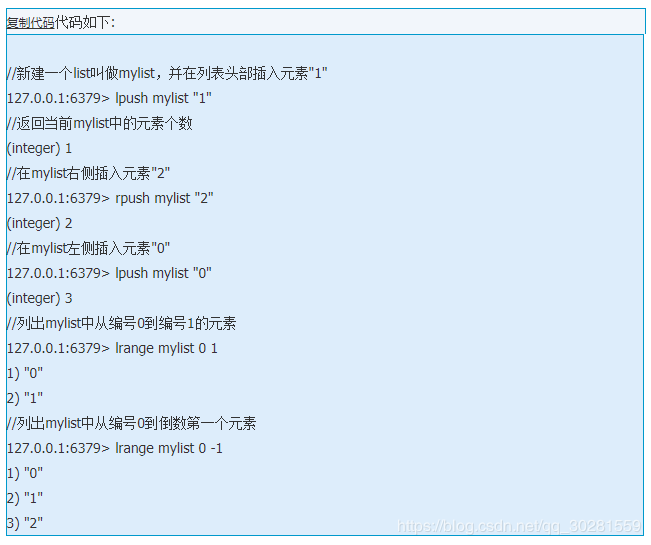 复制代码代码如下:
//新建一个list叫做mylist，并在列表头部插入元素"1"
127.0.0.1:6379> lpush mylist "1"
//返回当前mylist中的元素个数
(integer) 1
//在mylist右侧插入元素"2"
127.0.0.1:6379> rpush mylist "2"
(integer) 2
//在mylist左侧插入元素"0"
127.0.0.1:6379> lpush mylist "0"
(integer) 3
//列出mylist中从编号0到编号1的元素
127.0.0.1:6379> lrange mylist 0 1
1) "0"
2) "1"
//列出mylist中从编号0到倒数第一个元素
127.0.0.1:6379> lrange mylist 0 -1
1) "0"
2) "1"
3) "2"
https://blog.csdn.net/qq_30281559